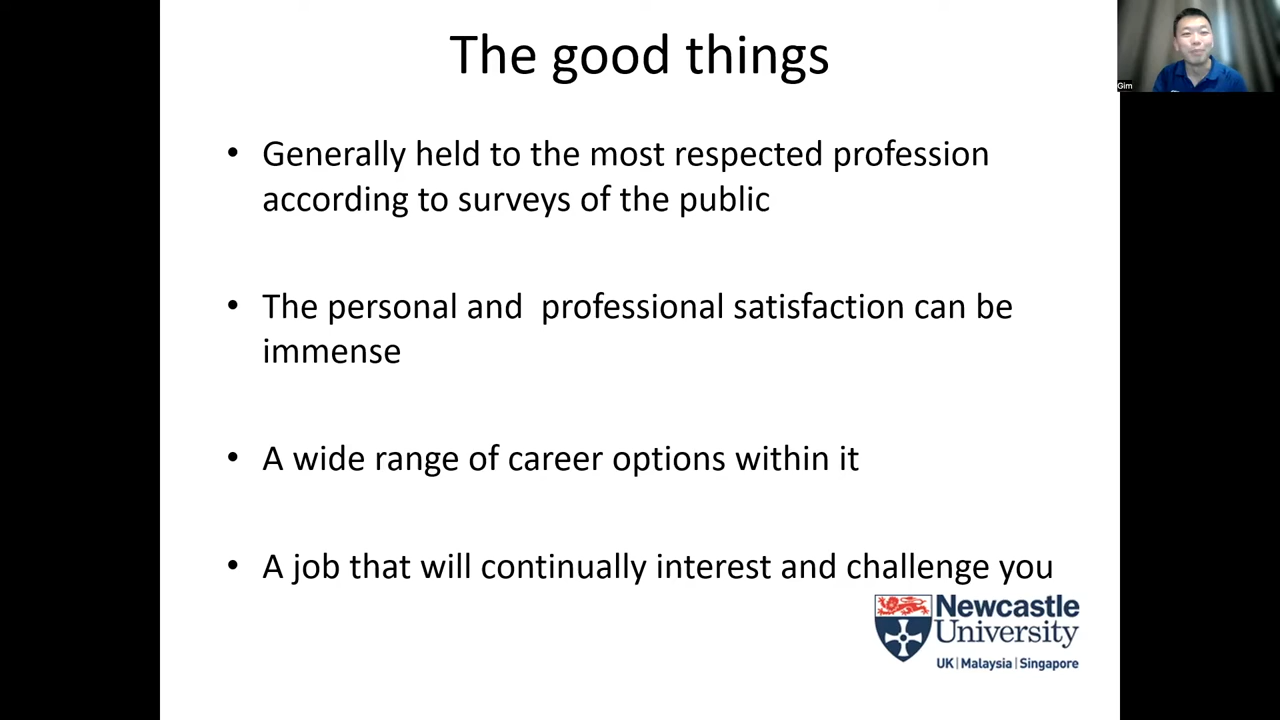 The good things
Gim
• Generally held to the most respected profession
according to surveys of the public
• The personal and  professional satisfaction can be
immense
• A wide range of career options within it
• A job that will continually interest and challenge you
Newcastle
University
UK | Malaysia | Singapore